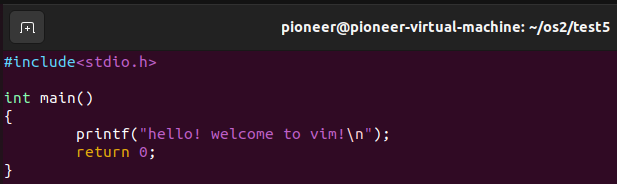 pioneer@pioneer-virtual-machine: ~/os2/test5
#include<stdio.h>
int main()
{
printf("hello! welcome to vim!\n");
return 0;
}